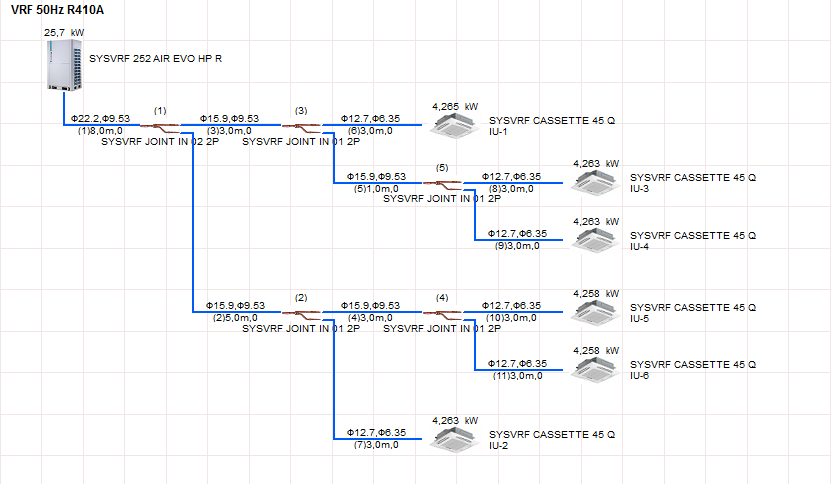 VRF 50Hz R410A
25,7 kW
SYSVRF 252 AIR EVO HP R
Φ22.2,Φ9.53
(1)8,0m,0
(1)
SYSVRF JOINT IN 02 2P
Φ15.9,Φ9.53
(3)3,0m,0
(3)
SYSVRF JOINT IN 01 2P
Φ12.7,Φ6.35
(6)3,0m,0
4,265 kW
SYSVRF CASSETTE 45 Q
IU-1
Φ15.9,Φ9.53
(5)1,0m,0
(5)
SYSVRF JOINT IN 01 2P
Φ12.7,Φ6.35
(8)3,0m,0
4,263 kW
SYSVRF CASSETTE 45 Q
IU-3
Φ12.7,Φ6.35
(9)3,0m,0
4,263 kW
SYSVRF CASSETTE 45 Q
IU-4
Φ15.9,Φ9.53
(2)5,0m,0
(2)
SYSVRF JOINT IN 01 2P
Φ15.9,Φ9.53
(4)3,0m,0
(4)
SYSVRF JOINT IN 01 2P
Φ12.7,Φ6.35
(10)3,0m,0
4,258 kW
SYSVRF CASSETTE 45 Q
IU-5
Φ12.7,Φ6.35
(11)3,0m,0
4,258 kW
SYSVRF CASSETTE 45 Q
IU-6
Φ12.7,Φ6.35
(7)3,0m,0
4,263 kW
SYSVRF CASSETTE 45 Q
IU-2